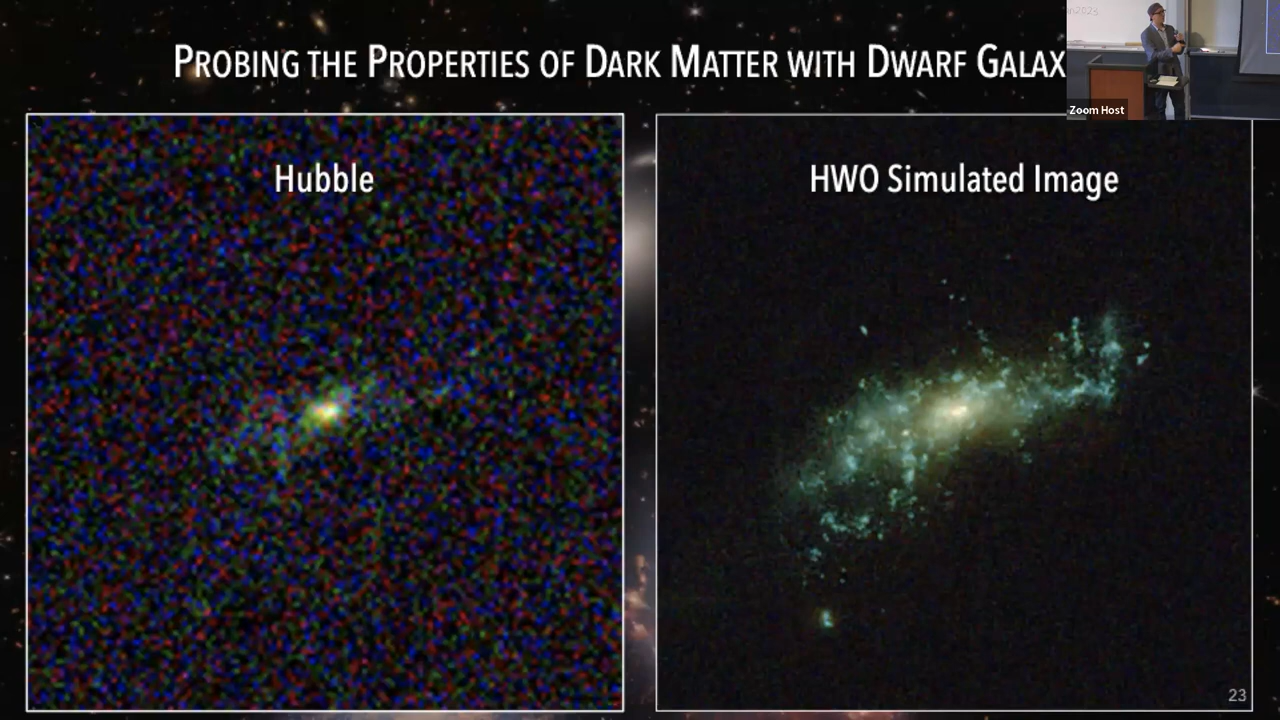 PROBING THE PROPERTIES OF DARK MATTER WITH DWARF GALAX
Zoom Host
Hubble
HWO Simulated Image
23